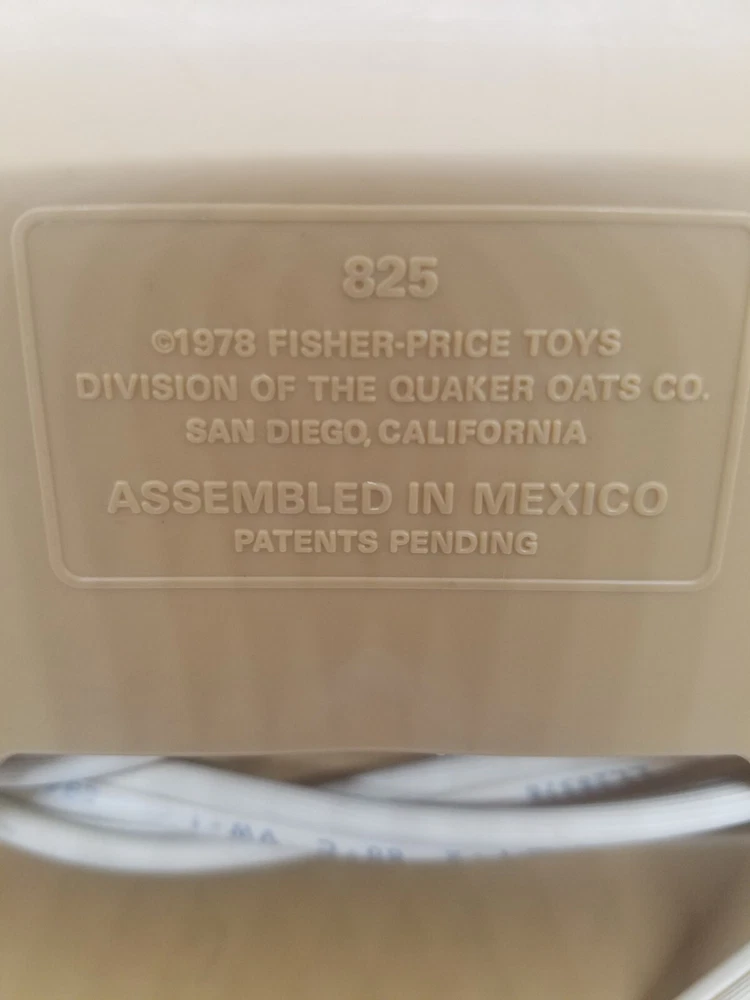 825
©1978 FISHER-PRICE TOYS
DIVISION OF THE QUAKER OATS CO.
SAN DIEGO, CALIFORNIA
ASSEMBLED IN MEXICO
PATENTS PENDING